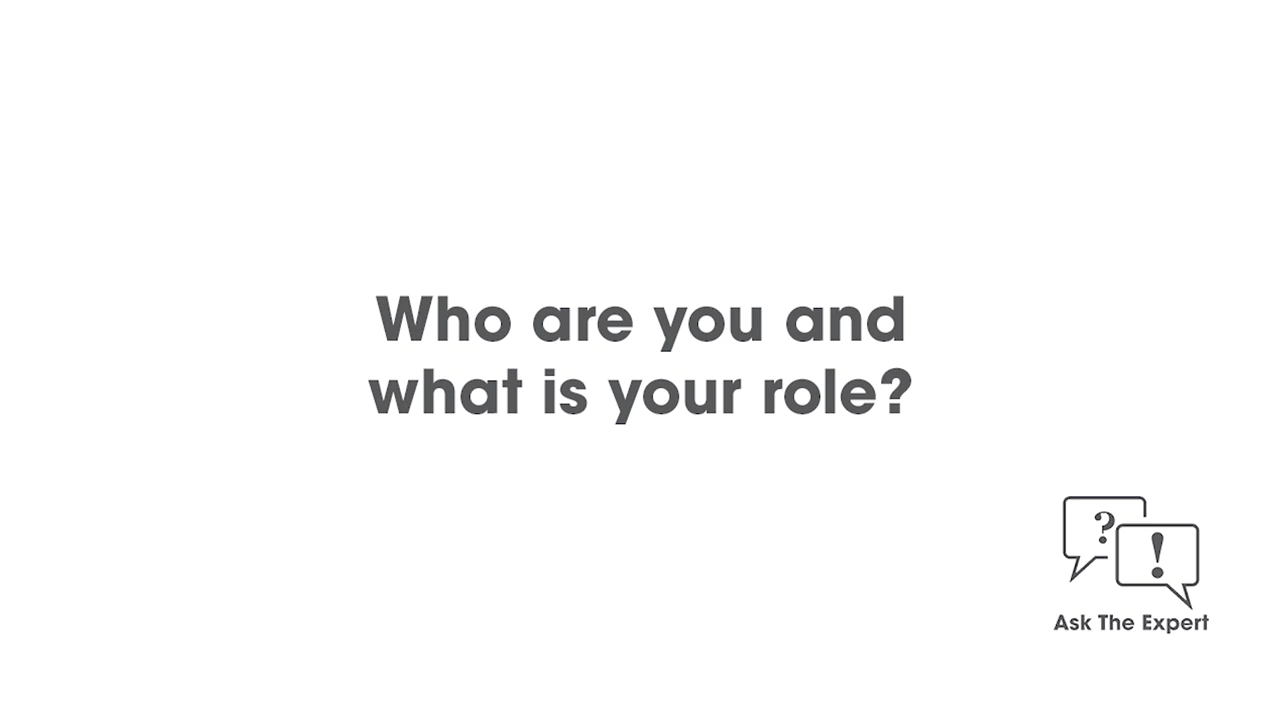 Who are you and
what is your role?
?
!
Ask The Expert